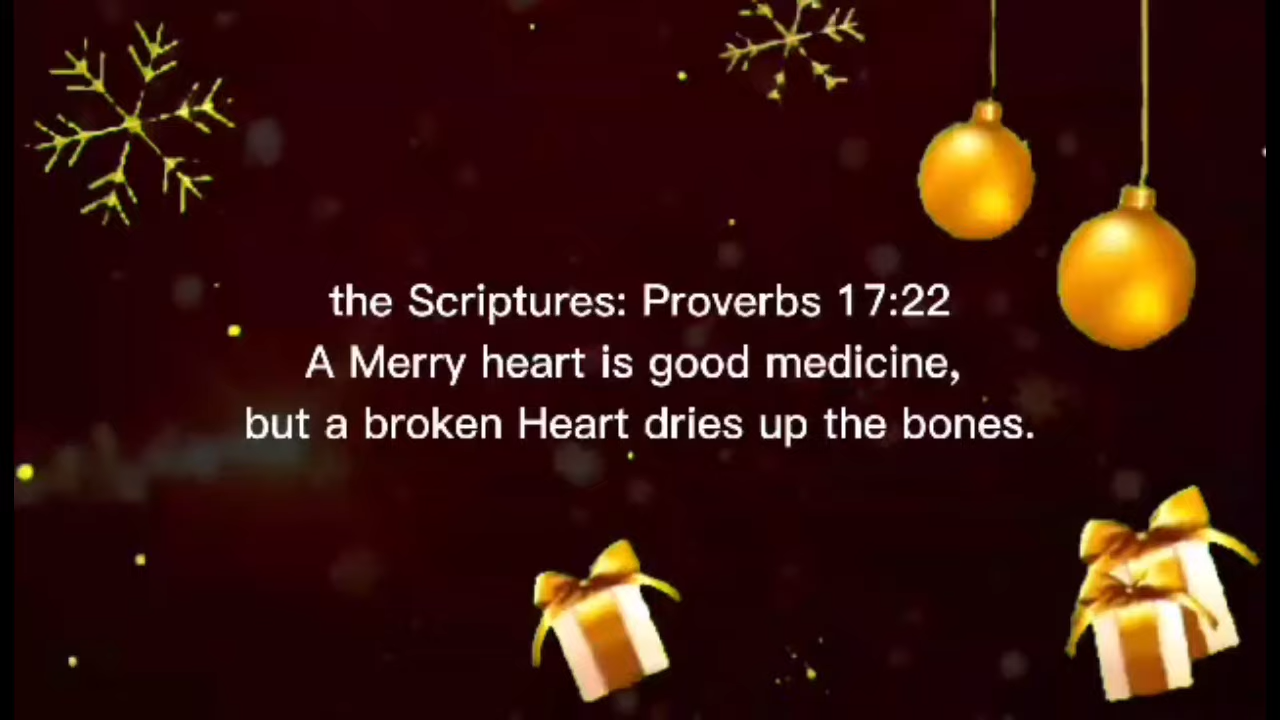 the Scriptures: Proverbs 17:22
A Merry heart is good medicine,
but a broken Heart dries up the bones.